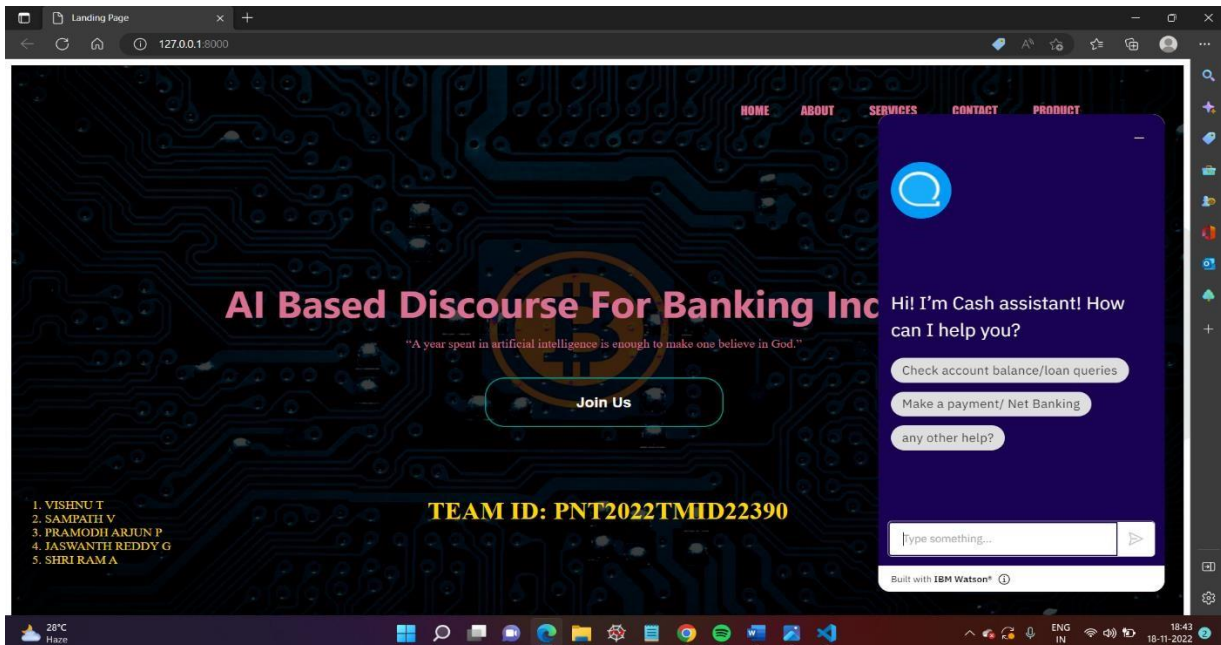 Landing Page
127.0.0.1:8000
HOME ABOUT SERVICES CONTACT PRODUCT
AI Based Discourse For Banking Inc
“A year spent in artificial intelligence is enough to make one believe in God.”
Join Us
1. VISHNU T
2. SAMPATH V
3. PRAMODH ARJUN P
4. JASWANTH REDDY G
5. SHRI RAM A
TEAM ID: PNT2022TMID22390
Hi! I’m Cash assistant! How
can I help you?
Check account balance/loan queries
Make a payment/ Net Banking
any other help?
Type something...
Built with IBM Watson®
28°C
Haze
ENG
IN
18:43
18-11-2022
2